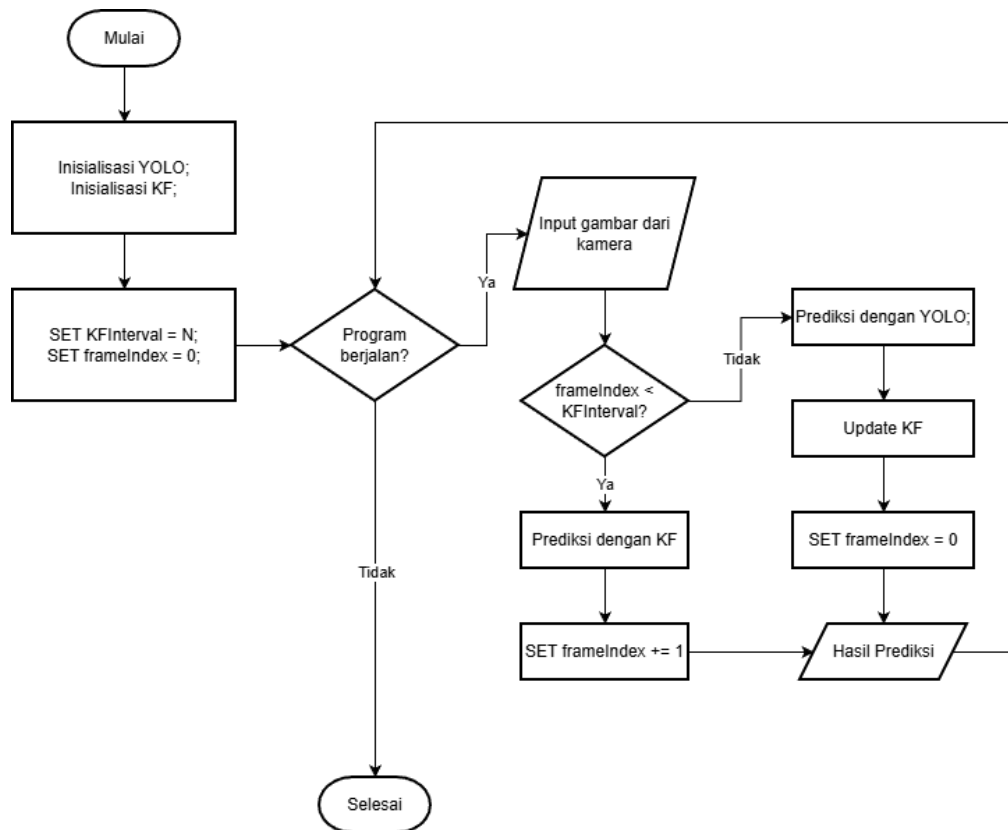 Mulai
Inisialisasi YOLO;
Inisialisasi KF;
SET KFInterval = N;
SET frameIndex = 0;
Program
berjalan?
Ya
Input gambar dari
kamera
frameIndex <
KFInterval?
Tidak
Prediksi dengan YOLO;
Update KF
SET frameIndex = 0
Ya
Prediksi dengan KF
SET frameIndex += 1
Hasil Prediksi
Tidak
Selesai